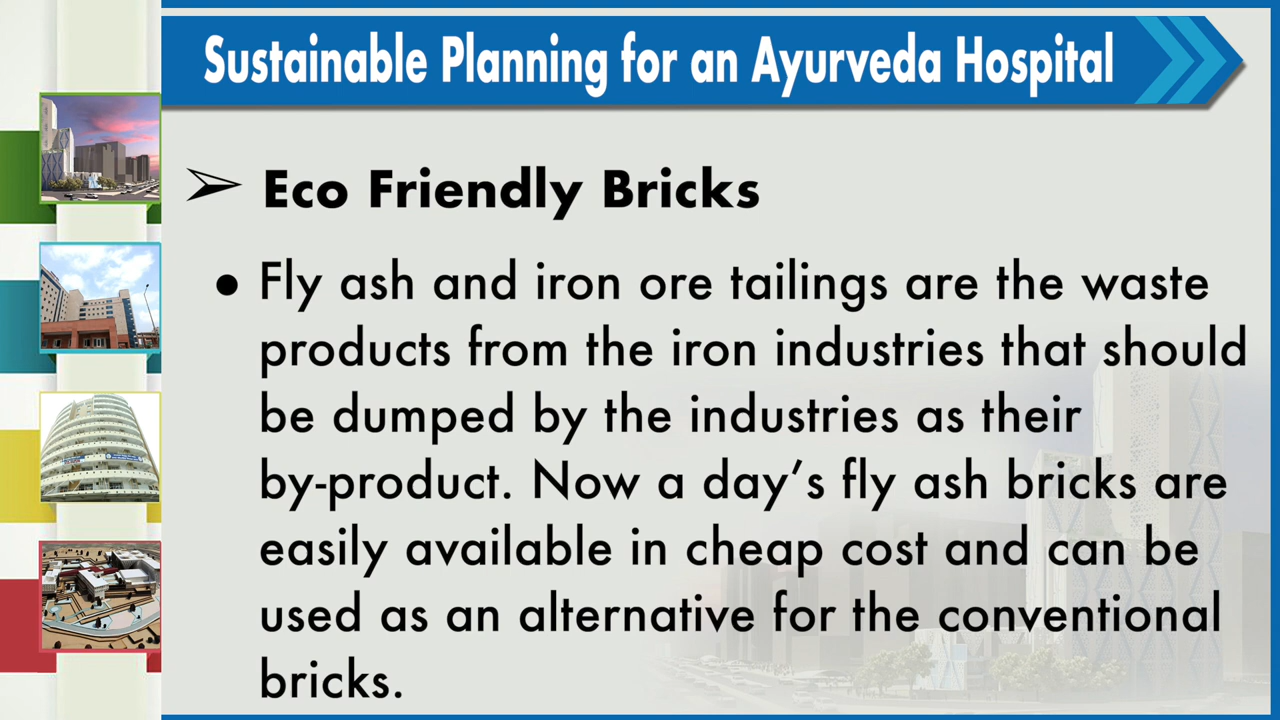 Sustainable Planning for an Ayurveda Hospital
➢ Eco Friendly Bricks
• Fly ash and iron ore tailings are the waste
products from the iron industries that should
be dumped by the industries as their
by-product. Now a day’s fly ash bricks are
easily available in cheap cost and can be
used as an alternative for the conventional
bricks.